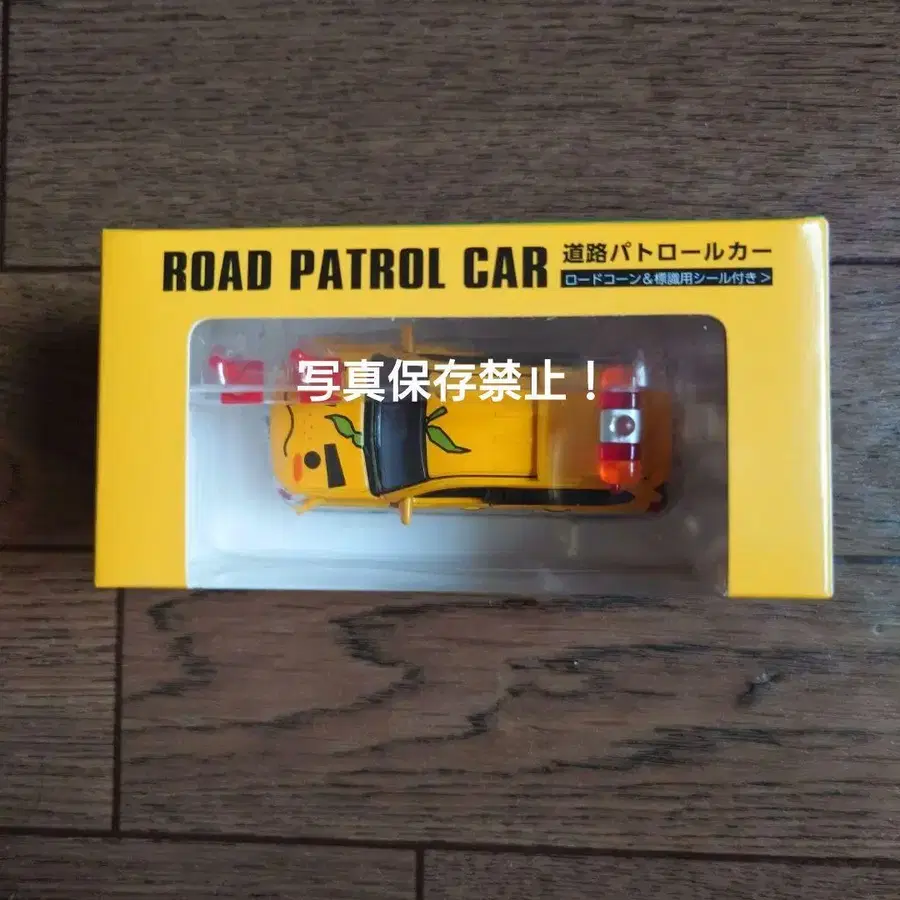 ROAD PATROL CAR 道路パトロールカー
ロードコーン&標識用シール付き>
写真保存禁止！